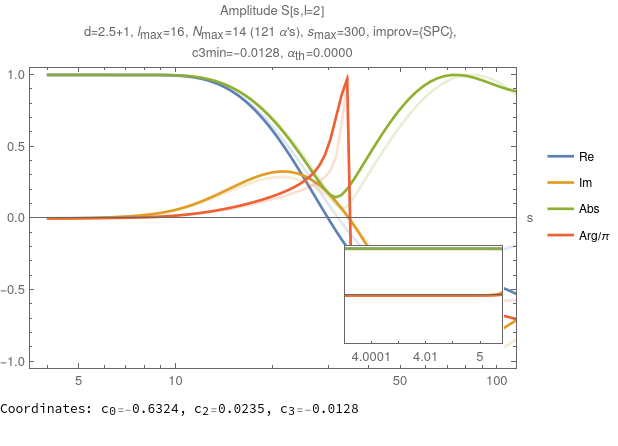 Amplitude S[s,l=2]
d=2.5+1, lmax=16, Nmax=14 (121 α's), smax=300, improv={SPC},
c3min=−0.0128, αth=0.0000
1.0
0.5
0.0
−0.5
−1.0
5
10
50
100
s
4.0001
4.01
5
Re
Im
Abs
Arg/π
Coordinates: c0=-0.6324, c2=0.0235, c3=-0.0128